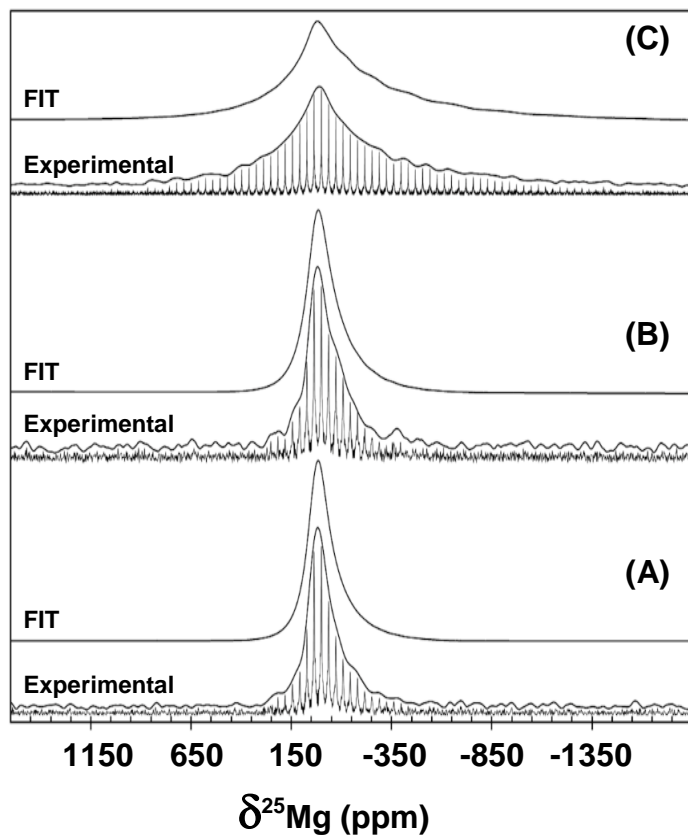 (C)
FIT
Experimental
(B)
FIT
Experimental
(A)
FIT
Experimental
1150 650 150 -350 -850 -1350
δ²⁵Mg (ppm)